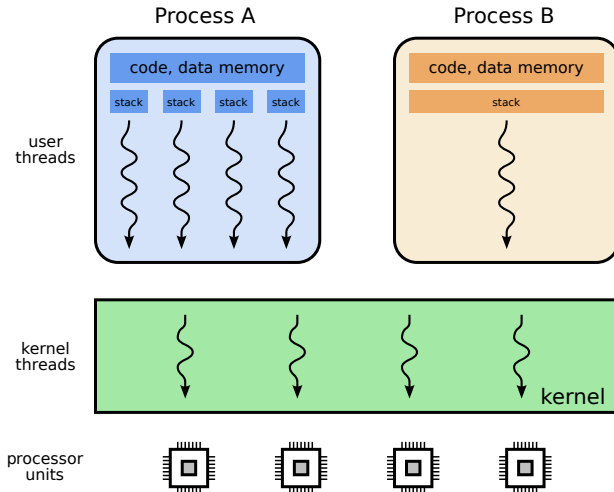 Process A
Process B
code, data memory
code, data memory
stack
stack
stack
stack
stack
user
threads
kernel
threads
kernel
processor
units